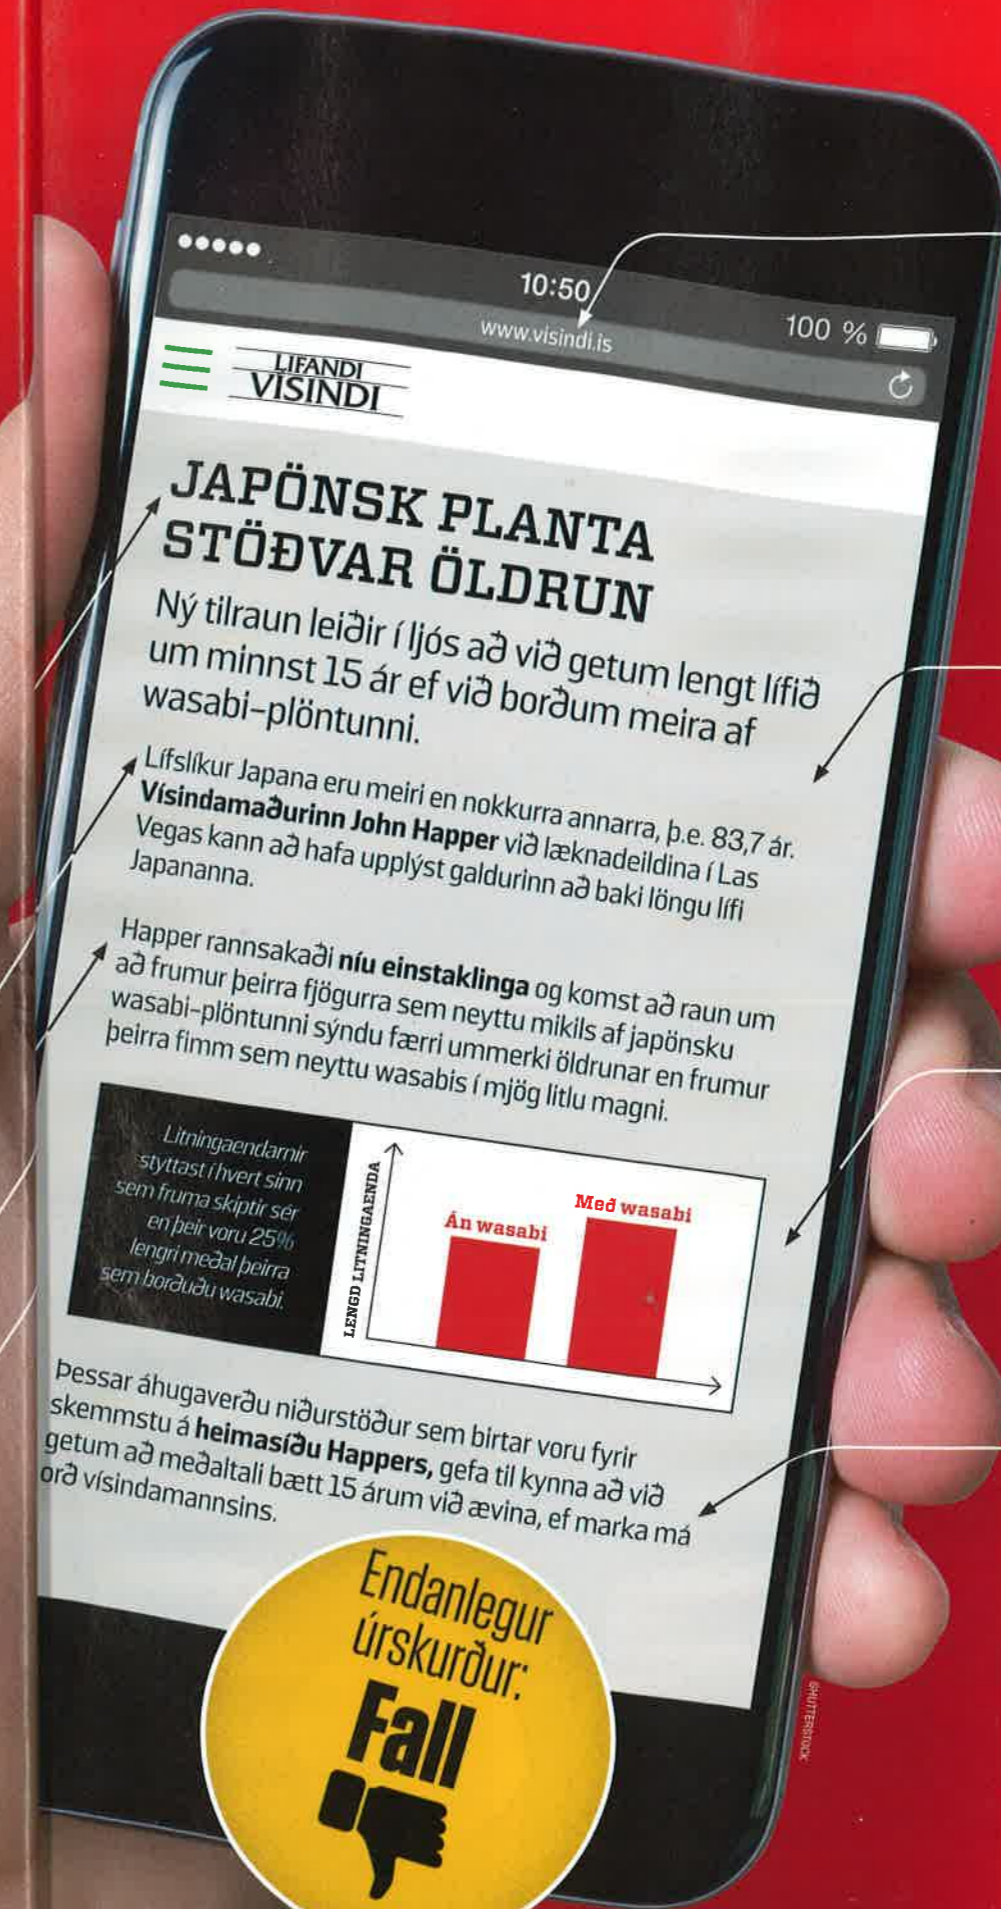 10:50
100 %
www.visindi.is
LIFANDI
VISINDI
JAPÖNSK PLANTA
STÖÐVAR ÖLDRUN
Ný tilraun leiðir í ljós að við getum lengt lífið
um minnst 15 ár ef við borðum meira af
wasabi-plöntunni.
Lífslíkur Japana eru meiri en nokkurra annarra, þ.e. 83,7 ár.
Vísindamaðurinn John Happer við læknadeildina í Las
Vegas kann að hafa upplýst galdurinn að baki löngu lífi
Japananna.
Happer rannsakaði níu einstaklinga og komst að raun um
að frumur þeirra fjögurra sem neyttu mikils af japönsku
wasabi-plöntunni sýndu færri ummerki öldrunar en frumur
þeirra fimm sem neyttu wasabis í mjög litlu magni.
Litningaendarnir
styttast í hvert sinn
sem fruma skiptir sér
en þeir voru 25%
lengri meðal þeirra
sem borðuðu wasabi.
LENGD LITNINGAENDA
Án wasabi
Með wasabi
Þessar áhugaverðu niðurstöður sem birtar voru fyrir
skemmstu á heimasíðu Happers, gefa til kynna að við
getum að meðaltali bætt 15 árum við ævina, ef marka má
orð vísindamannsins.
Endanlegur
úrskurður:
Fall
SHUTTERSTOCK